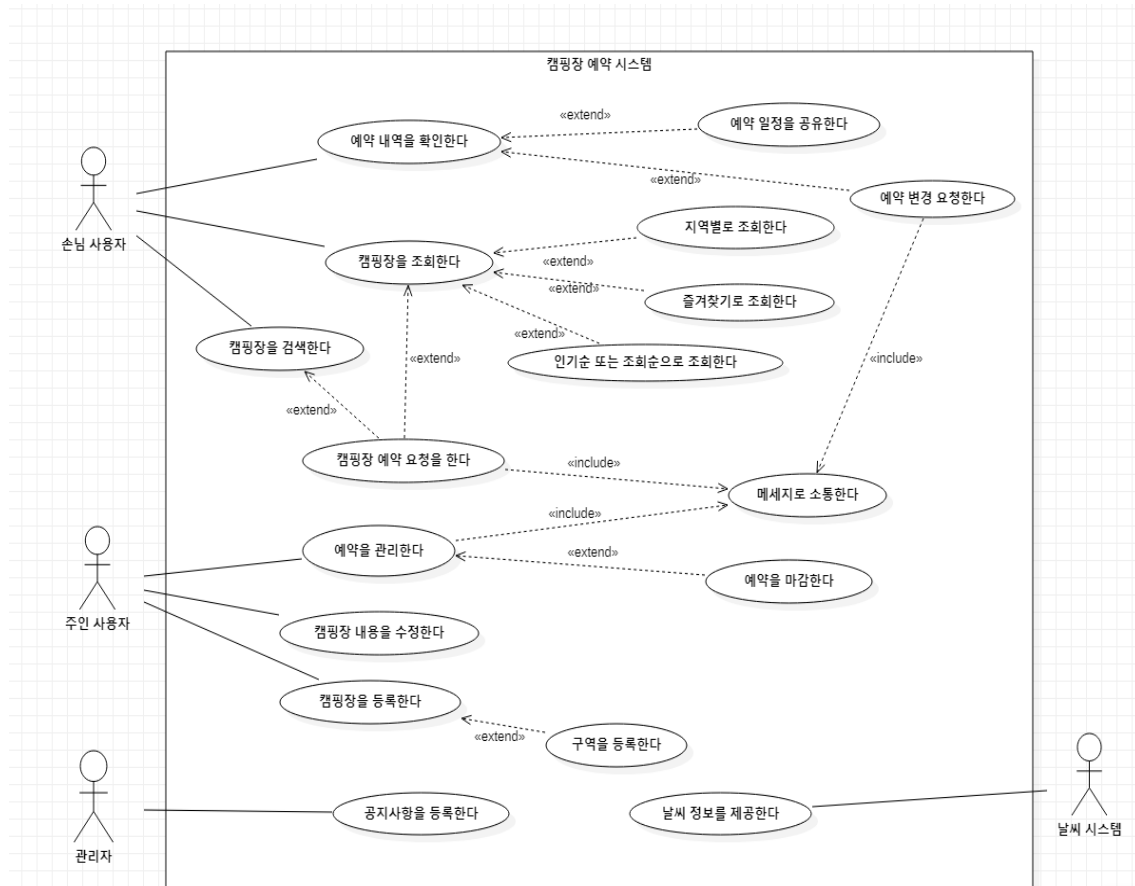 캠핑장 예약 시스템
«extend»
예약 일정을 공유한다
예약 내역을 확인한다
«extend»
예약 변경 요청한다
손님 사용자
지역별로 조회한다
캠핑장을 조회한다
«extend»
«extend»
즐겨찾기로 조회한다
«extend»
캠핑장을 검색한다
«extend»
인기순 또는 조회순으로 조회한다
«include»
«extend»
캠핑장 예약 요청을 한다
«include»
메세지로 소통한다
«include»
예약을 관리한다
«extend»
예약을 마감한다
주인 사용자
캠핑장 내용을 수정한다
캠핑장을 등록한다
«extend»
구역을 등록한다
공지사항을 등록한다
날씨 정보를 제공한다
날씨 시스템
관리자